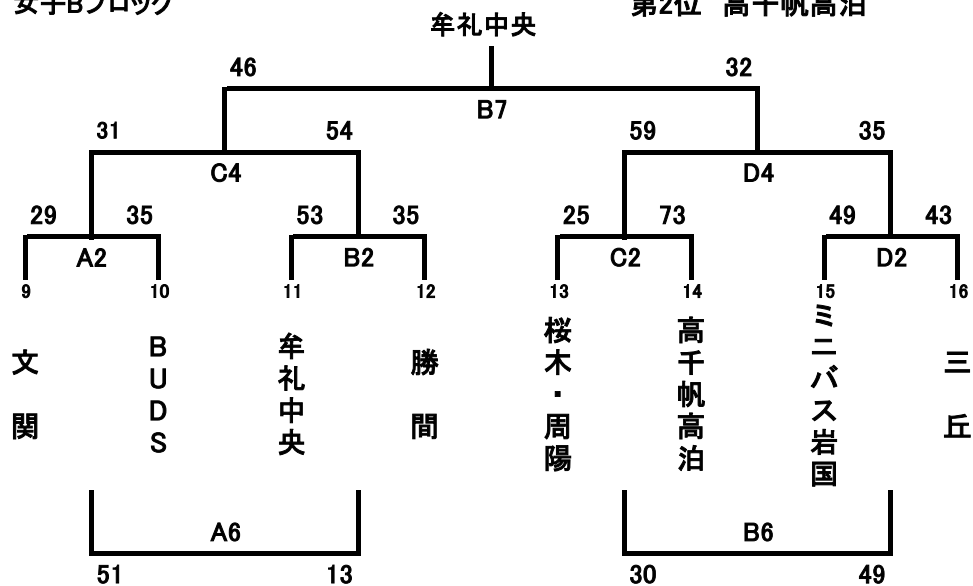 女子Bブロック
第2位 高千帆高泊
牟礼中央
46 32
B7
31 54 59 35
C4 D4
29 35 53 35 25 73 49 43
A2 B2 C2 D2
9 10 11 12 13 14 15 16
文関
BUDS
牟礼中央
勝間
桜木・周陽
高千帆高泊
ミニバス岩国
三丘
A6 B6
51 13 30 49